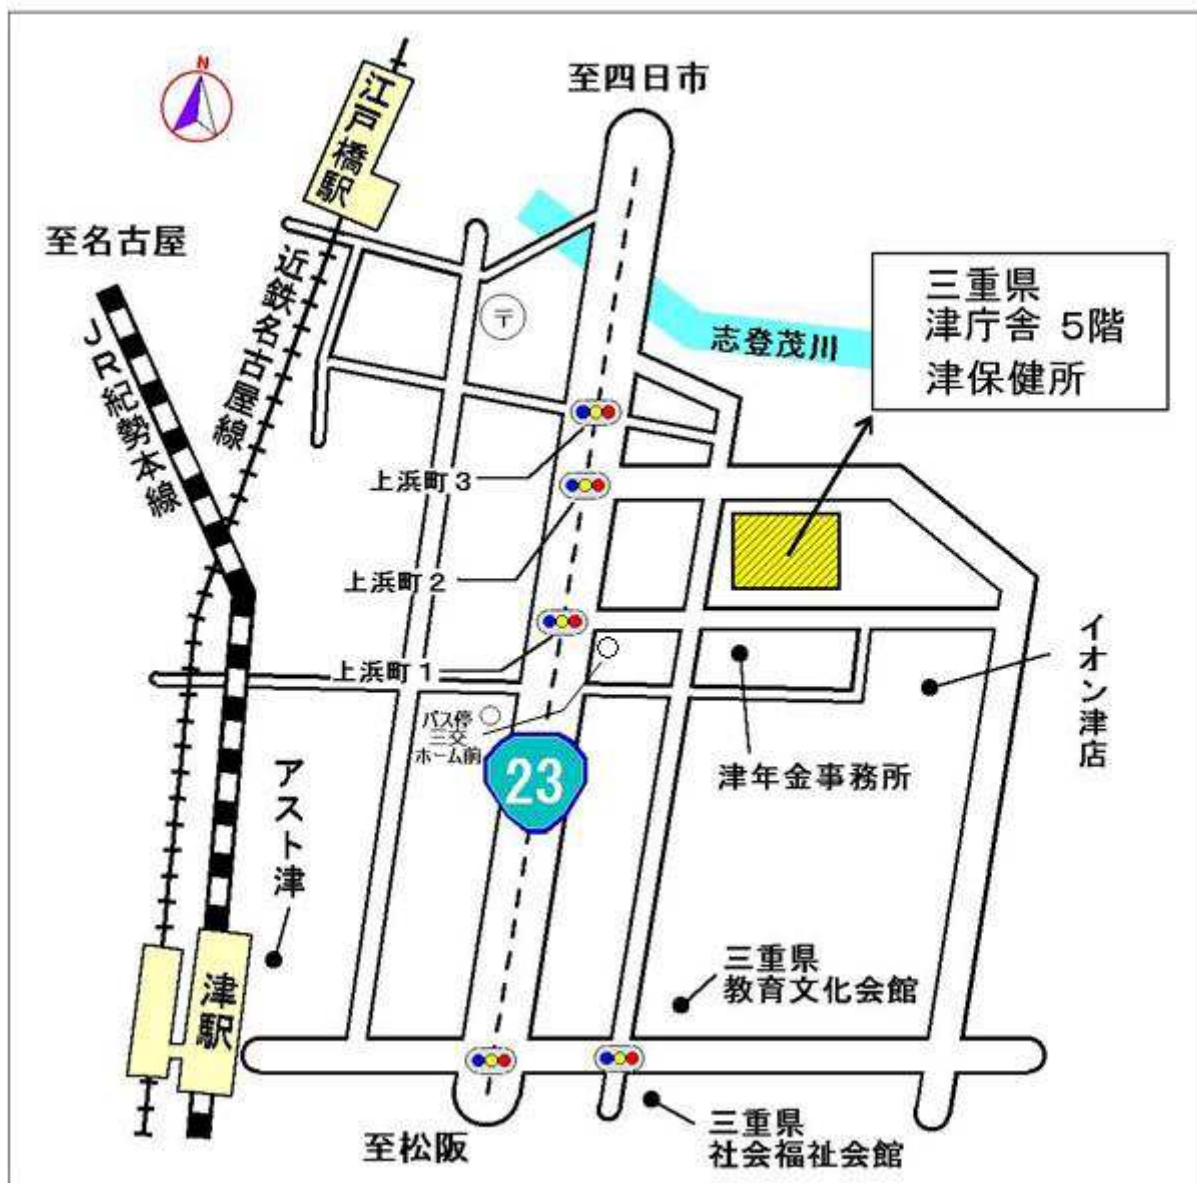 N
至四日市
江戸橋駅
至名古屋
近鉄名古屋線
JR紀勢本線
〒
志登茂川
三重県
津庁舎 5階
津保健所
上浜町3
上浜町2
上浜町1
バス停
三交
ホーム前
23
イオン津店
津年金事務所
アスト津
津駅
三重県
教育文化会館
三重県
社会福祉会館
至松阪